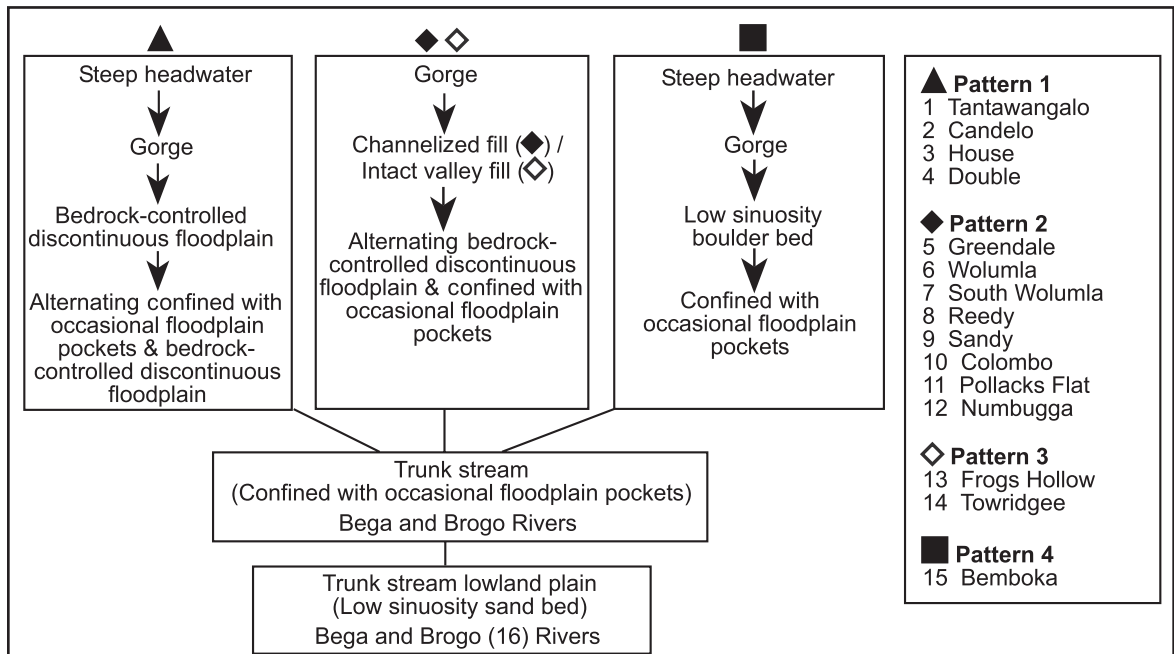 Steep headwater
Gorge
Bedrock-controlled
discontinuous floodplain
Alternating confined with
occasional floodplain
pockets & bedrock-
controlled discontinuous
floodplain
Gorge
Channelized fill (◆) /
Intact valley fill (◇)
Alternating bedrock-
controlled discontinuous
floodplain & confined with
occasional floodplain
pockets
Steep headwater
Gorge
Low sinuosity
boulder bed
Confined with
occasional floodplain
pockets
Trunk stream
(Confined with occasional floodplain pockets)
Bega and Brogo Rivers
Trunk stream lowland plain
(Low sinuosity sand bed)
Bega and Brogo (16) Rivers
Pattern 1
1 Tantawangalo
2 Candelo
3 House
4 Double
Pattern 2
5 Greendale
6 Wolumla
7 South Wolumla
8 Reedy
9 Sandy
10 Colombo
11 Pollacks Flat
12 Numbugga
Pattern 3
13 Frogs Hollow
14 Towridgee
Pattern 4
15 Bemboka